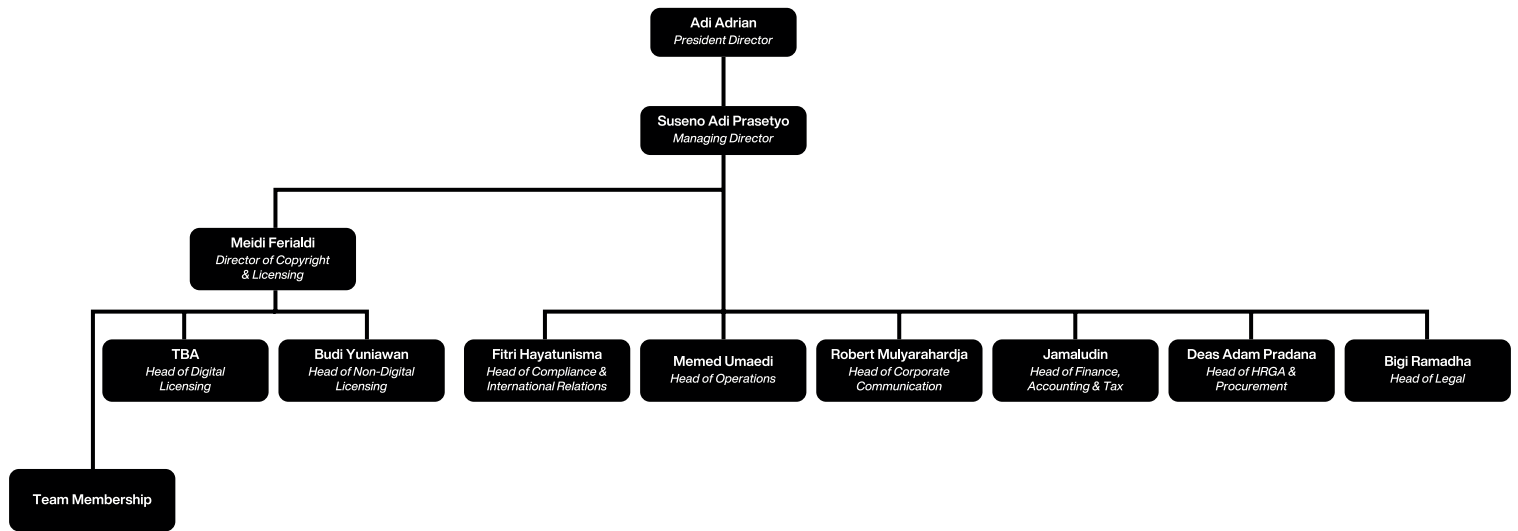 Adi Adrian
President Director
Suseno Adi Prasetyo
Managing Director
Meidi Ferialdi
Director of Copyright
& Licensing
TBA
Head of Digital
Licensing
Budi Yuniawan
Head of Non-Digital
Licensing
Fitri Hayatunisma
Head of Compliance &
International Relations
Memed Umaedi
Head of Operations
Robert Mulyarahardja
Head of Corporate
Communication
Jamaludin
Head of Finance,
Accounting & Tax
Deas Adam Pradana
Head of HRGA &
Procurement
Bigi Ramadha
Head of Legal
Team Membership